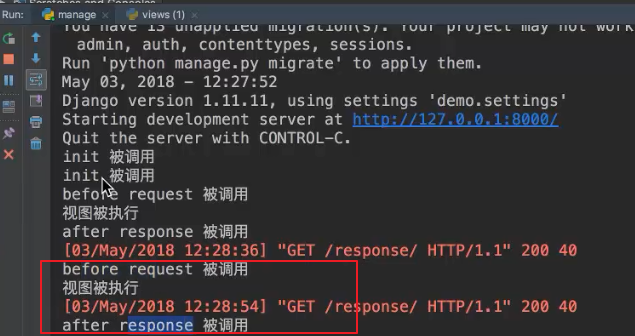 Run: manage × views (1) ×
You have 13 unapplied migration(s). Your project may not work
admin, auth, contenttypes, sessions.
Run 'python manage.py migrate' to apply them.
May 03, 2018 - 12:27:52
Django version 1.11.11, using settings 'demo.settings'
Starting development server at http://127.0.0.1:8000/
Quit the server with CONTROL-C.
init 被调用
init 被调用
before request 被调用
视图被执行
after response 被调用
[03/May/2018 12:28:36] "GET /response/ HTTP/1.1" 200 40
before request 被调用
视图被执行
[03/May/2018 12:28:54] "GET /response/ HTTP/1.1" 200 40
after response 被调用